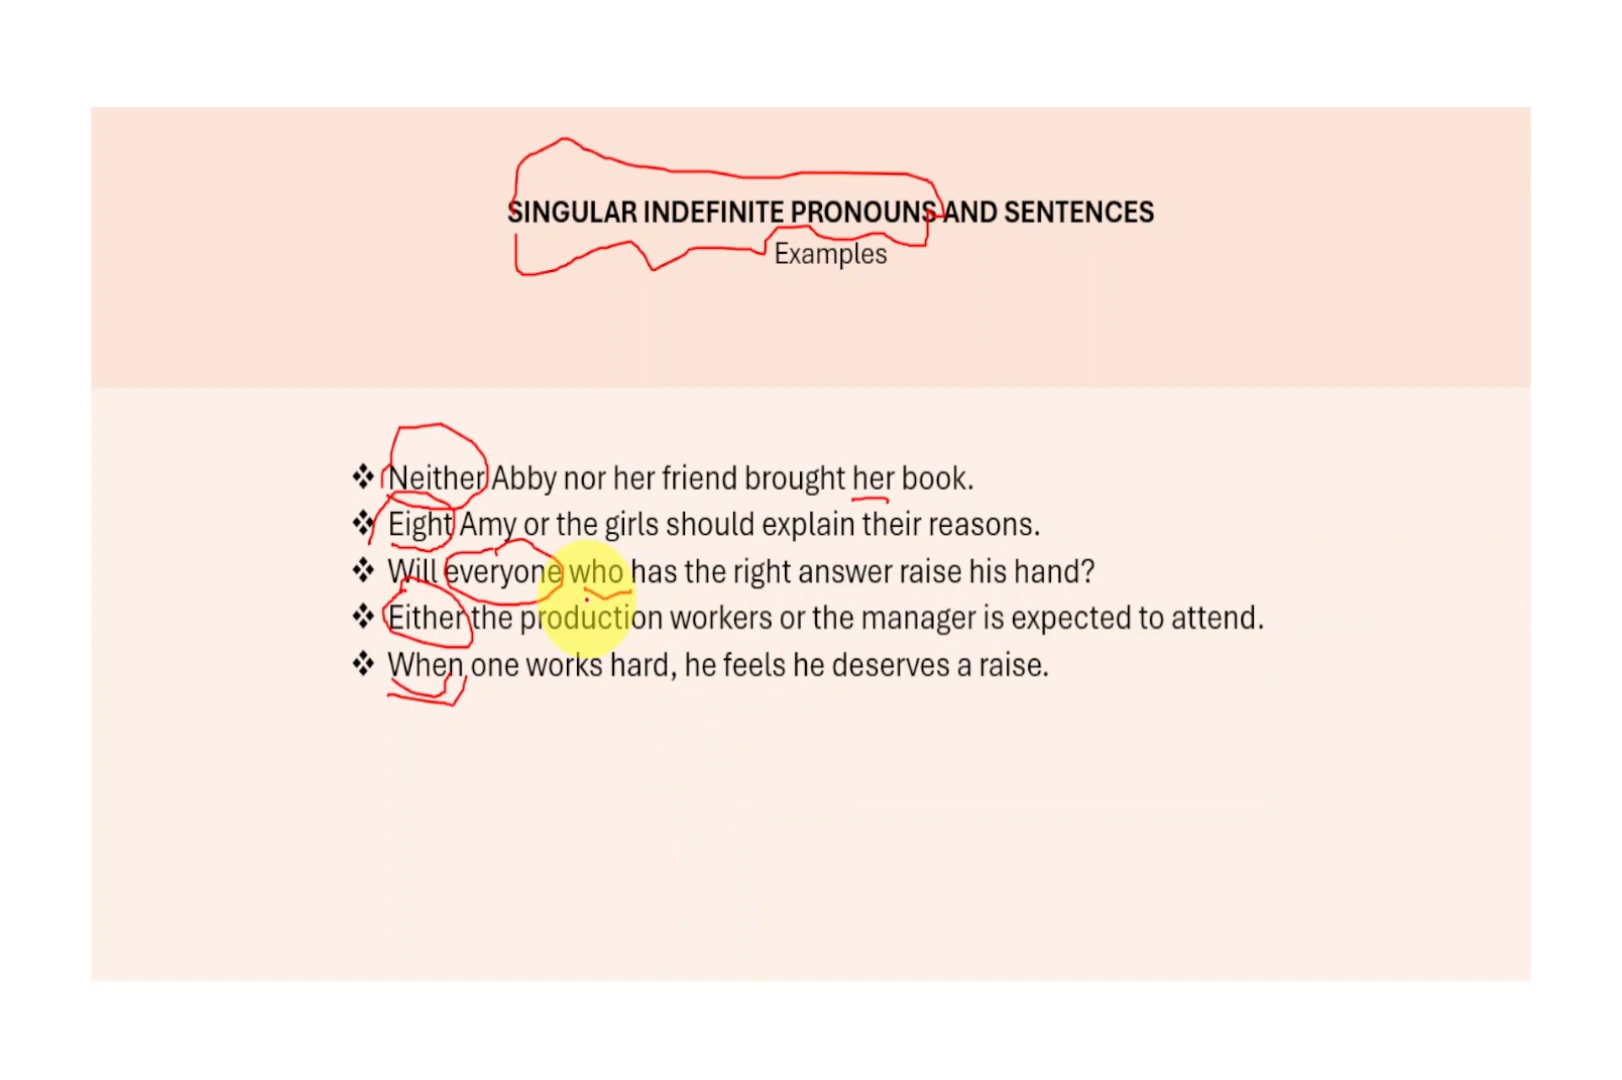 SINGULAR INDEFINITE PRONOUNS AND SENTENCES
Examples
❖ Neither Abby nor her friend brought her book.
❖ Eight Amy or the girls should explain their reasons.
❖ Will everyone who has the right answer raise his hand?
❖ Either the production workers or the manager is expected to attend.
❖ When one works hard, he feels he deserves a raise.